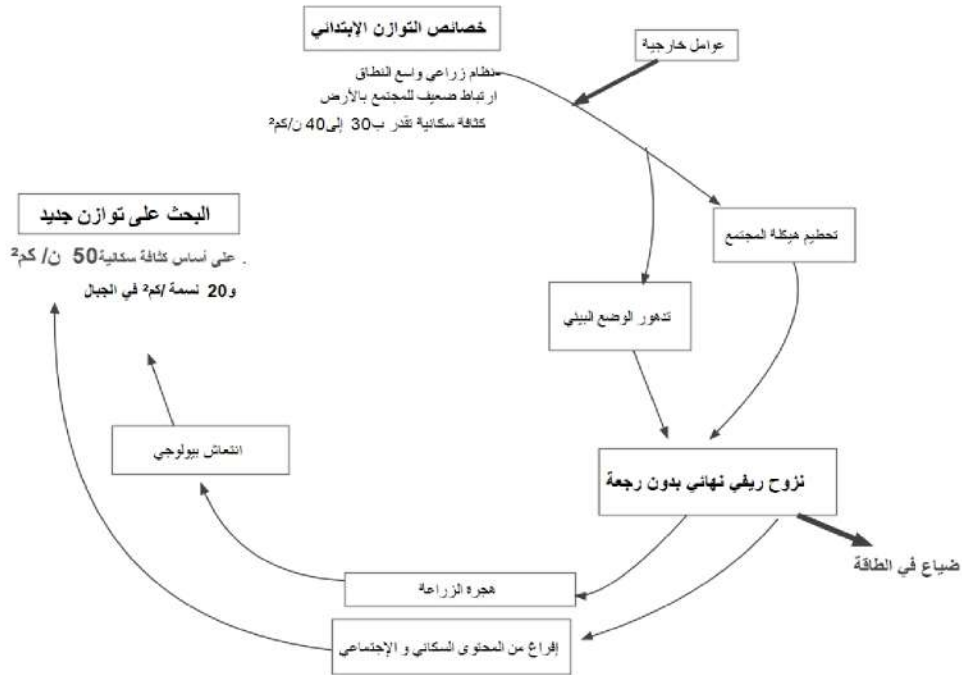 خصائص التوازن الإبتدائي
عوامل خارجية
-نظام زراعي واسع النطاق
ارتباط ضعيف للمجتمع بالأرض
كثافة سكانية تقدر ب30 إلى40 ن/كم²
تحطيم هيكلة المجتمع
البحث على توازن جديد
. على أساس كثافة سكانية50 ن/ كم²
و20 نسمة /كم² في الجبال
تدهور الوضع البيئي
انتعاش بيولوجي
نزوح ريفي نهائي بدون رجعة
ضياع في الطاقة
هجرة الزراعة
إفراغ من المحتوى السكاني و الإجتماعي